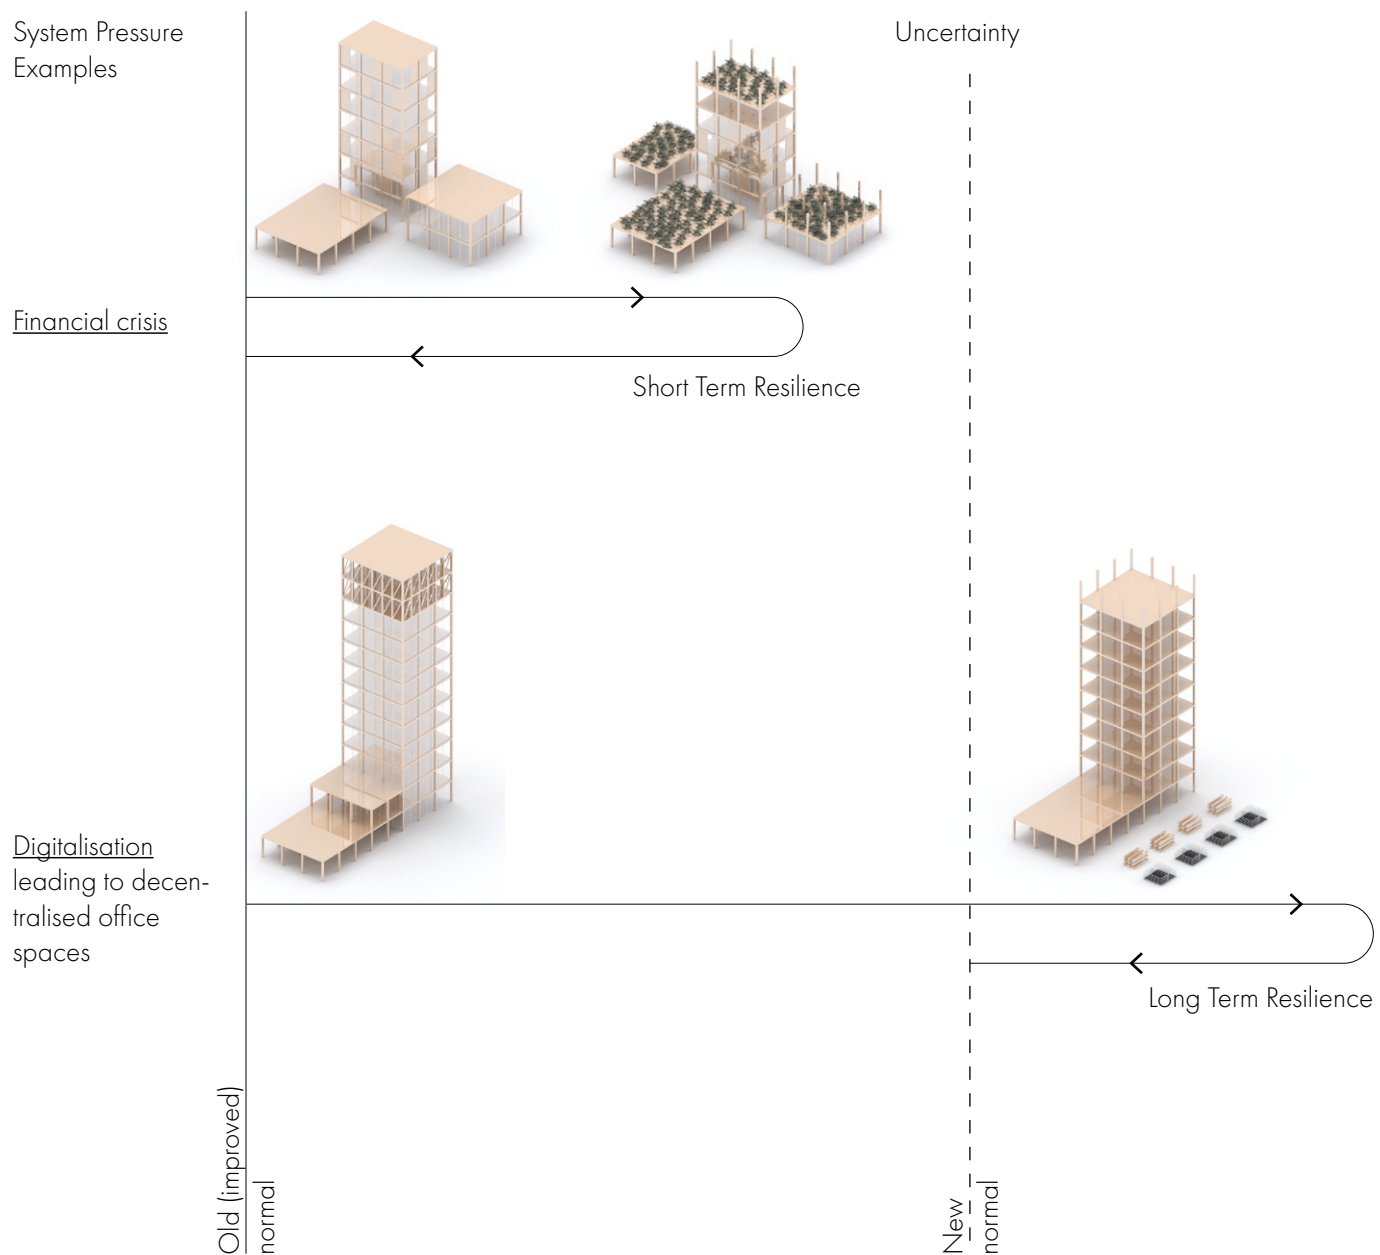 System Pressure
Examples
Uncertainty
Financial crisis
Short Term Resilience
Digitalisation
leading to decen-
tralised office
spaces
Long Term Resilience
Old (improved)
normal
New
normal